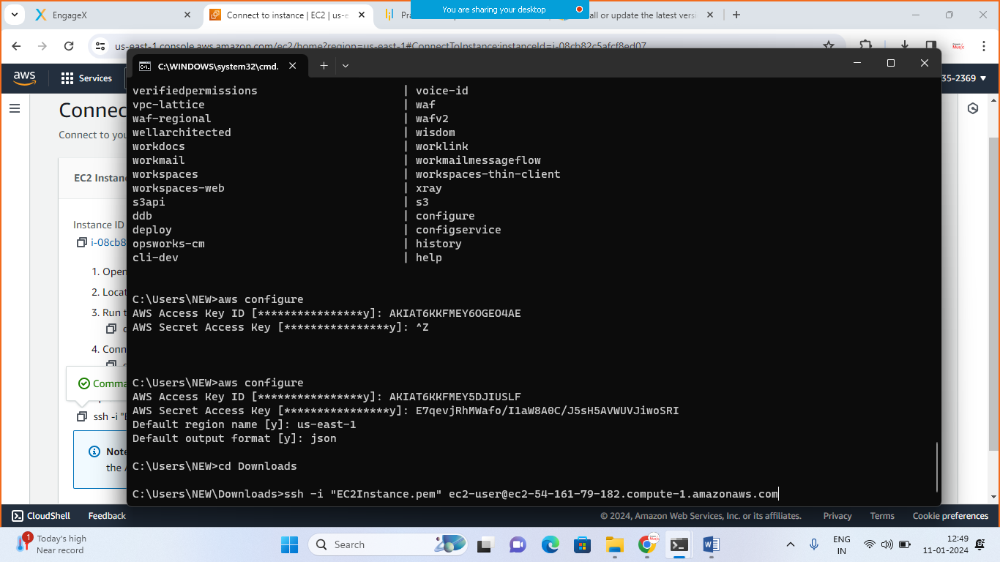 EngageX
Connect to instance | EC2 | us-e
You are sharing your desktop
us-east-1.console.aws.amazon.com/ec2/home?region=us-east-1#ConnectToInstance:instanceId=i-08cb82c5afcf8ed07
aws
Services
35-2369
C:\WINDOWS\system32\cmd.
verifiedpermissions | voice-id
vpc-lattice | waf
waf-regional | wafv2
wellarchitected | wisdom
workdocs | worklink
workmail | workmailmessageflow
workspaces | workspaces-thin-client
workspaces-web | xray
s3api | s3
ddb | configure
deploy | configservice
opsworks-cm | history
cli-dev | help
C:\Users\NEW>aws configure
AWS Access Key ID [****************y]: AKIAT6KKFMEY6OGEO4AE
AWS Secret Access Key [****************y]: ^Z
C:\Users\NEW>aws configure
AWS Access Key ID [****************y]: AKIAT6KKFMEY5DJIUSLF
AWS Secret Access Key [****************y]: 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
Default region name [y]: us-east-1
Default output format [y]: json
C:\Users\NEW>cd Downloads
C:\Users\NEW\Downloads>ssh -i "EC2Instance.pem" ec2-user@ec2-54-161-79-182.compute-1.amazonaws.com
Connec
Connect to you
EC2 Instan
Instance ID
i-08cb8
1. Open
2. Locat
3. Run t
4. Conn
Comma
ssh -i "E
Note
the
CloudShell
Feedback
© 2024, Amazon Web Services, Inc. or its affiliates.
Privacy
Terms
Cookie preferences
1
Today's high
Near record
Search
ENG
IN
12:49
11-01-2024